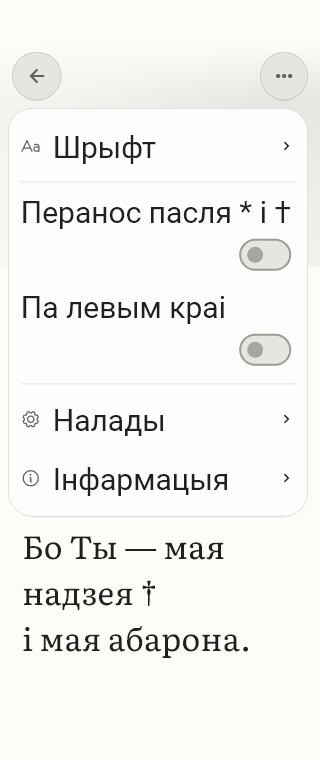 Шрыфт
Перанос пасля * і †
Па левым краі
Налады
Інфармацыя
Бо Ты — мая
надзея †
і мая абарона.